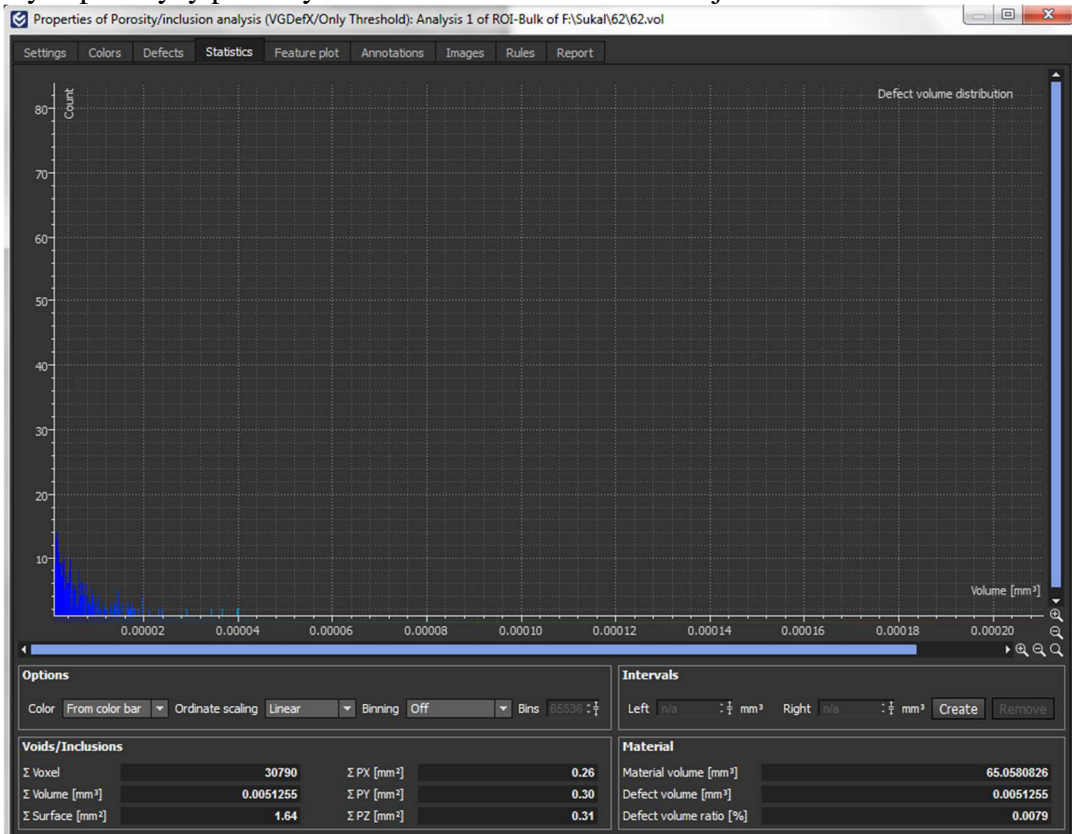 Properties of Porosity/inclusion analysis (VGDefX/Only Threshold): Analysis 1 of ROI-Bulk of F:\Sukal\62\62.vol
Settings Colors Defects Statistics Feature plot Annotations Images Rules Report
Count
Defect volume distribution
80
70
60
50
40
30
20
10
Volume [mm³]
0.00002 0.00004 0.00006 0.00008 0.00010 0.00012 0.00014 0.00016 0.00018 0.00020
Options
Color From color bar Ordinate scaling Linear Binning Off Bins 65536
Intervals
Left n/a mm³ Right n/a mm³ Create Remove
Voids/Inclusions
Σ Voxel 30790 Σ PX [mm²] 0.26
Σ Volume [mm³] 0.0051255 Σ PY [mm²] 0.30
Σ Surface [mm²] 1.64 Σ PZ [mm²] 0.31
Material
Material volume [mm³] 65.0580826
Defect volume [mm³] 0.0051255
Defect volume ratio [%] 0.0079